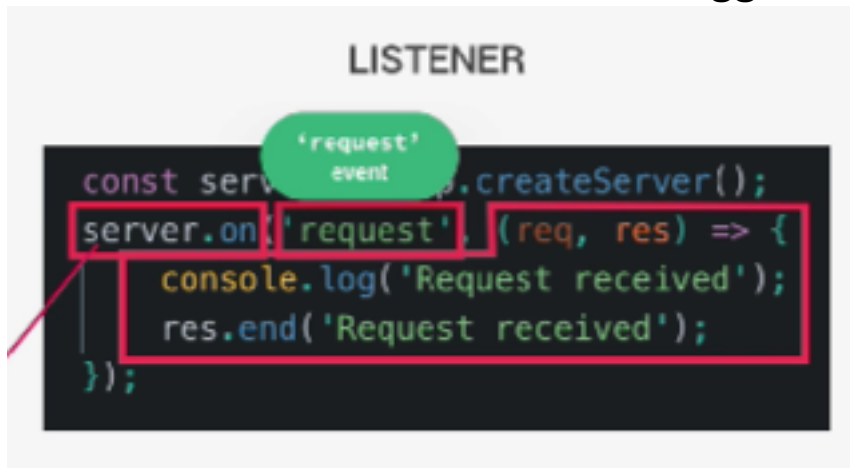 LISTENER
'request'
event
const serv p.createServer();
server.on('request', (req, res) => {
console.log('Request received');
res.end('Request received');
});